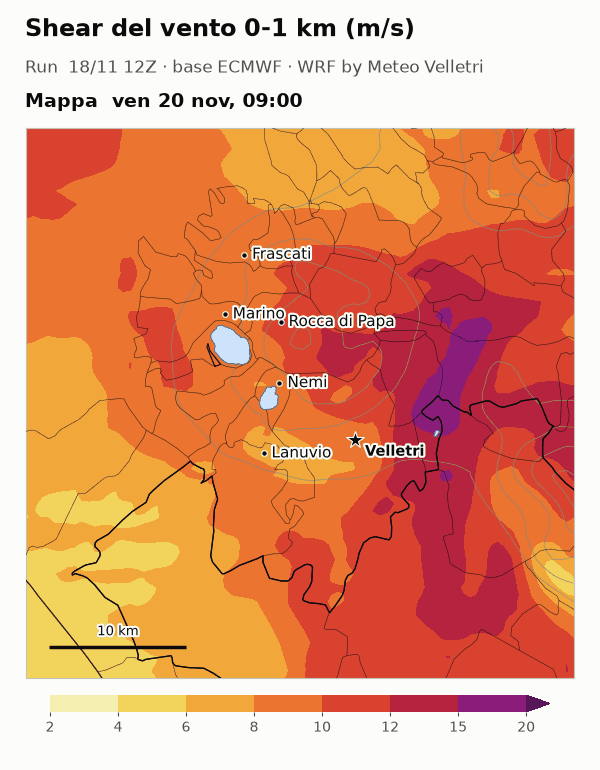 Shear del vento 0-1 km (m/s)
Run 18/11 12Z · base ECMWF · WRF by Meteo Velletri
Mappa ven 20 nov, 09:00
Frascati
Marino
Rocca di Papa
Nemi
Velletri
Lanuvio
10 km
2 4 6 8 10 12 15 20